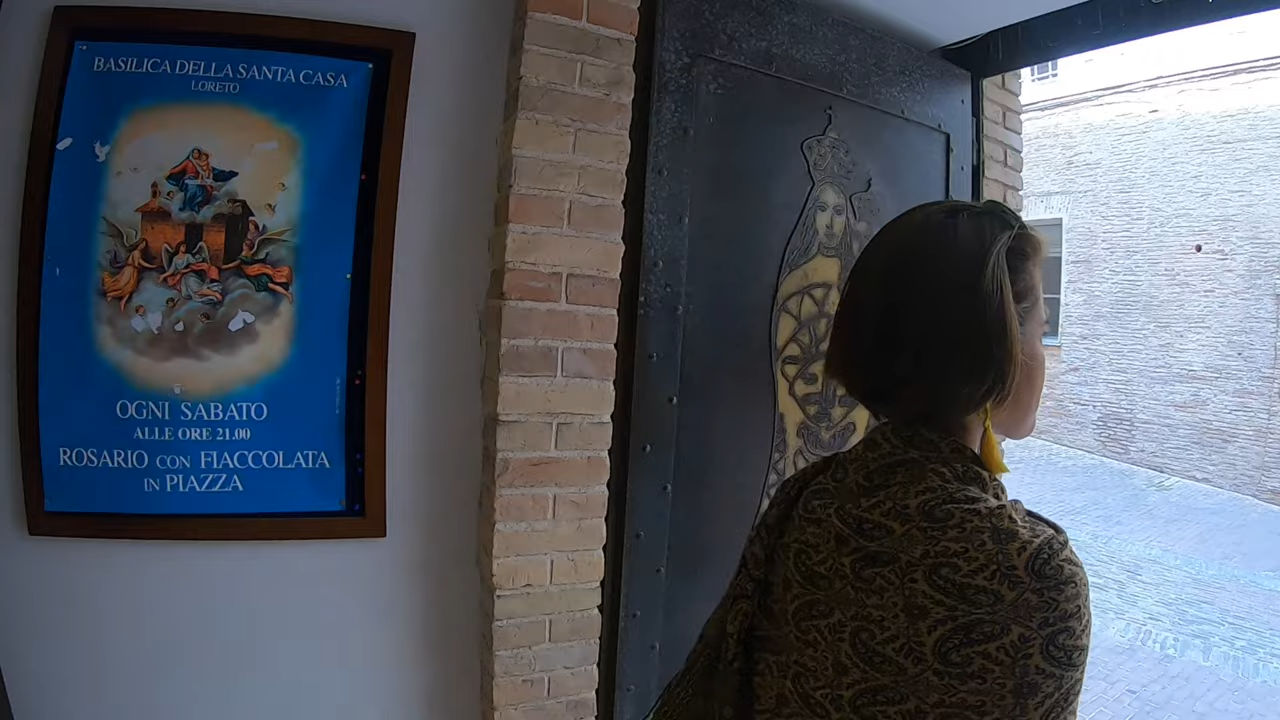 BASILICA DELLA SANTA CASA
LORETO
OGNI SABATO
ALLE ORE 21.00
ROSARIO CON FIACCOLATA
IN PIAZZA